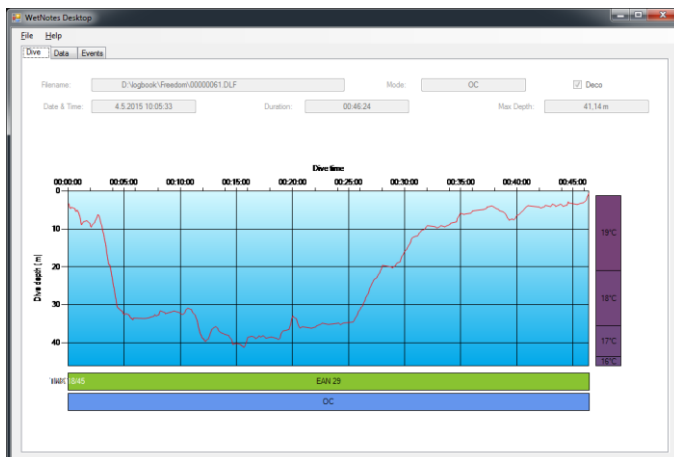 WetNotes Desktop
File Help
Dive Data Events
Filename: D:\logbook\Freedom\00000061.DLF Mode: OC Deco
Date & Time: 4.5.2015 10:05:33 Duration: 00:46:24 Max Depth: 41,14 m
Dive time
00:00:00 00:05:00 00:10:00 00:15:00 00:20:00 00:25:00 00:30:00 00:35:00 00:40:00 00:45:00
0
10
20
30
40
Dive depth [m]
19°C
18°C
17°C
16°C
18/45 EAN 29
OC